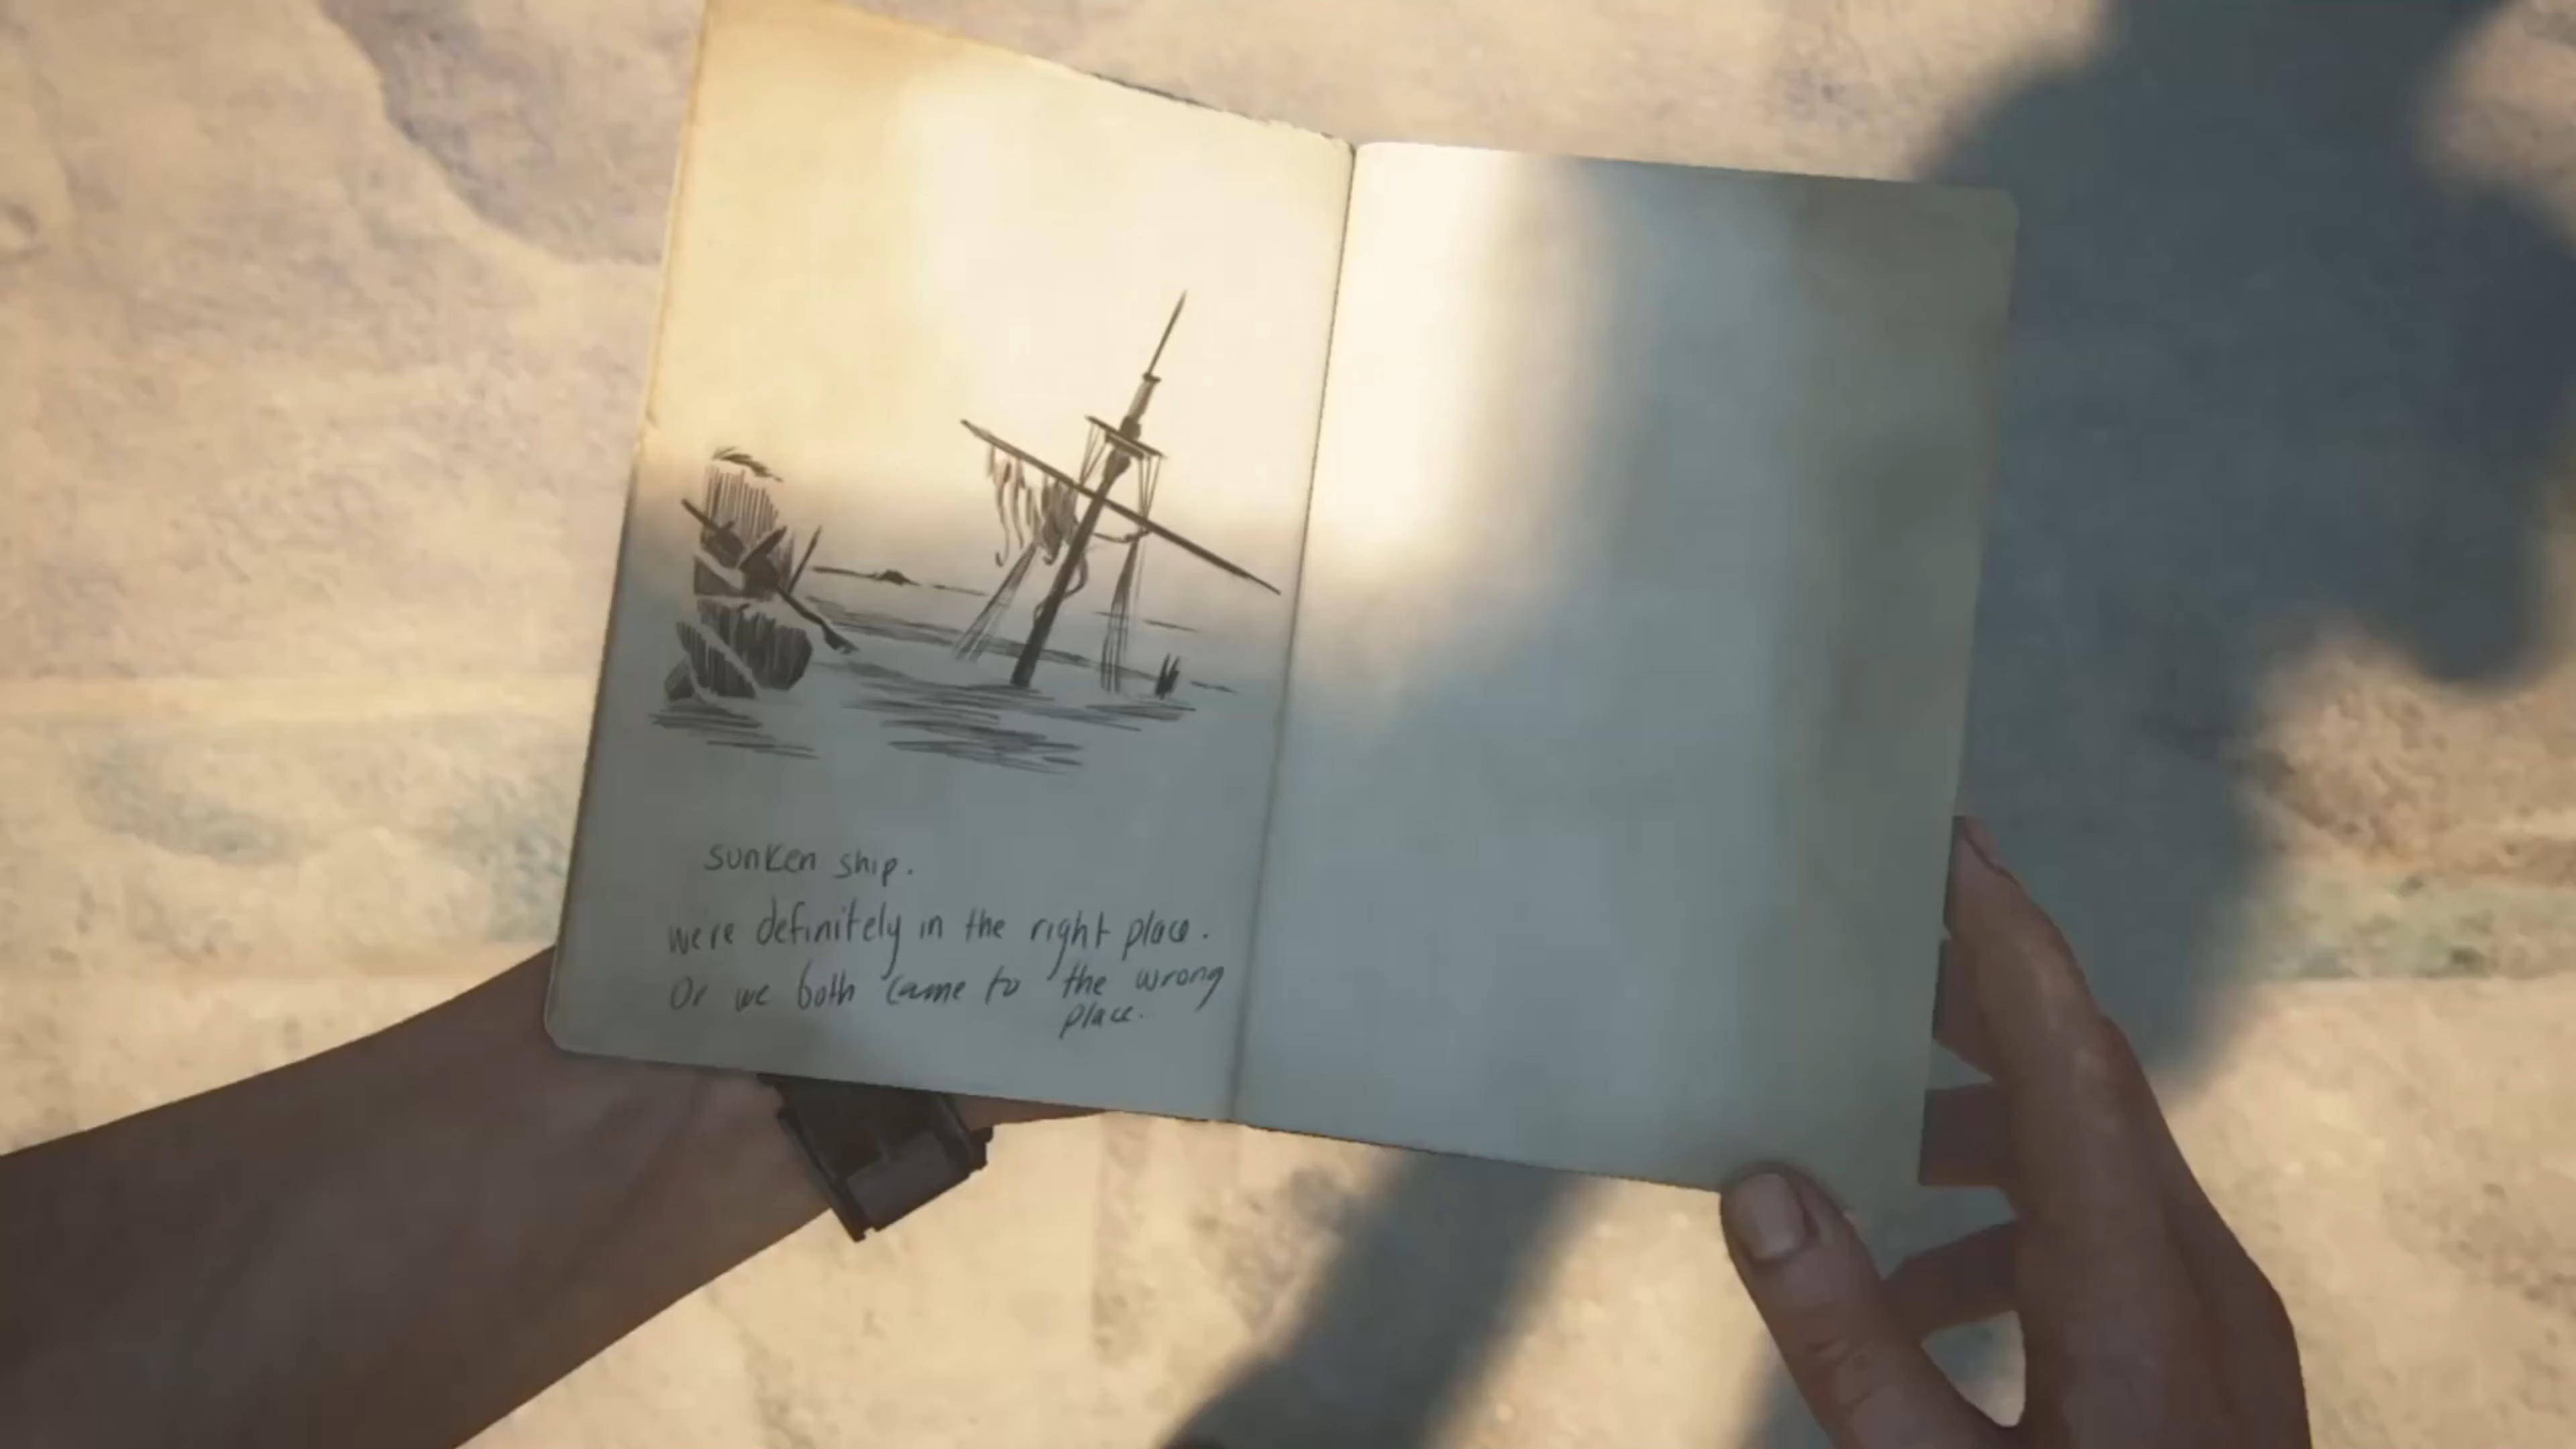 sunken ship.
we're definitely in the right place.
Or we both came to the wrong
place.